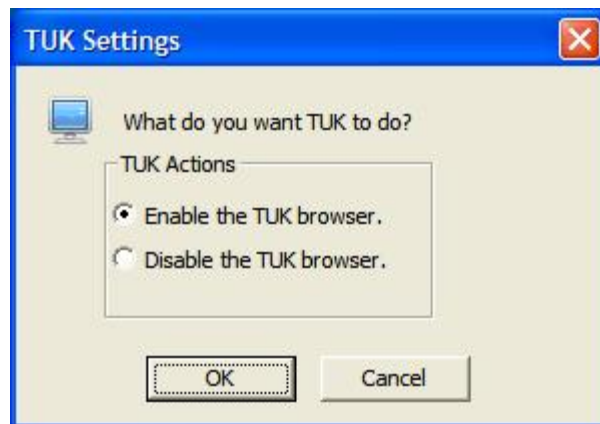 TUK Settings
What do you want TUK to do?
TUK Actions
Enable the TUK browser.
Disable the TUK browser.
OK
Cancel